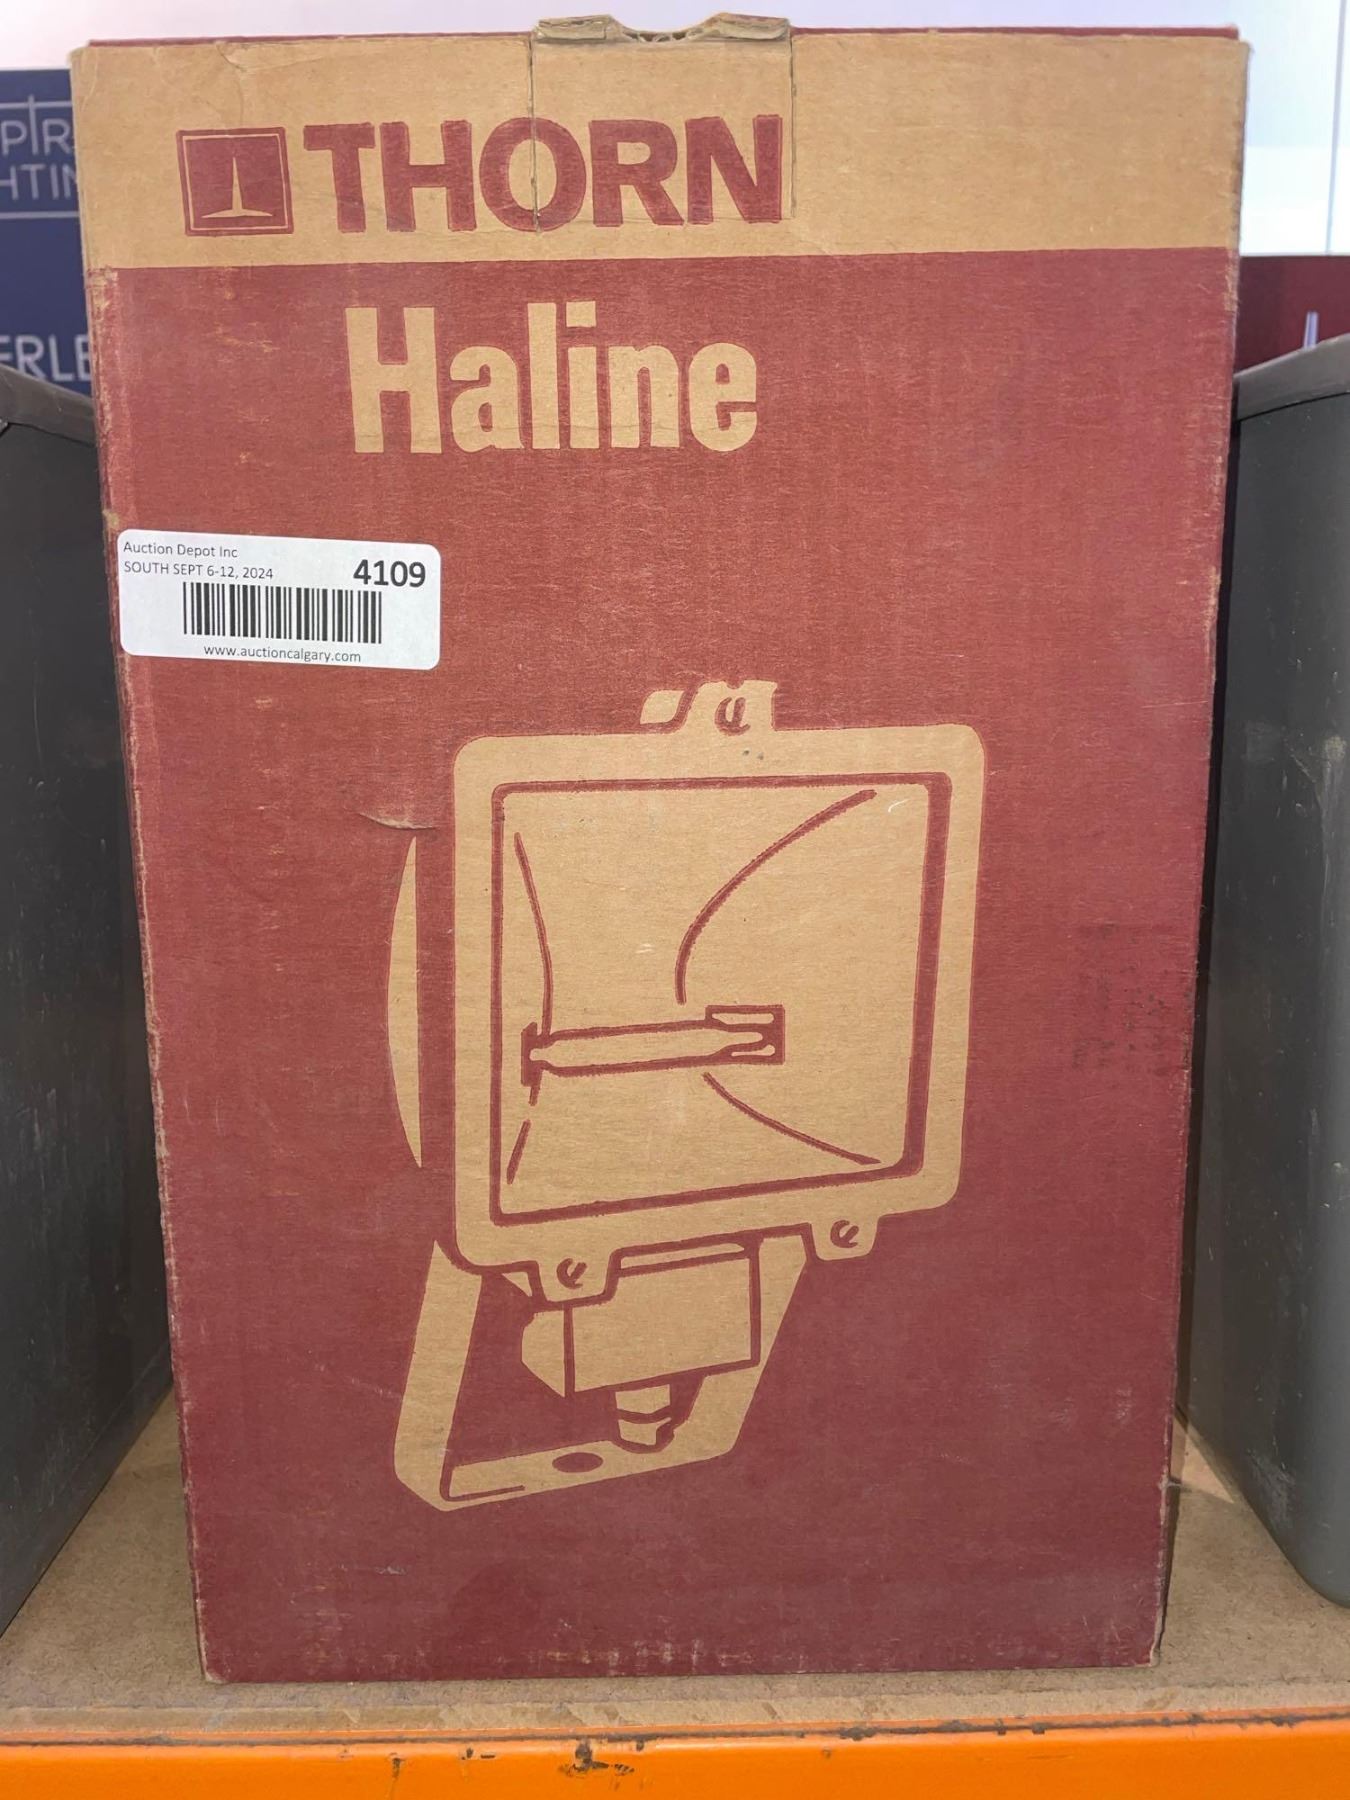 THORN
Haline
Auction Depot Inc
SOUTH SEPT 6-12, 2024
4109
www.auctioncalgary.com